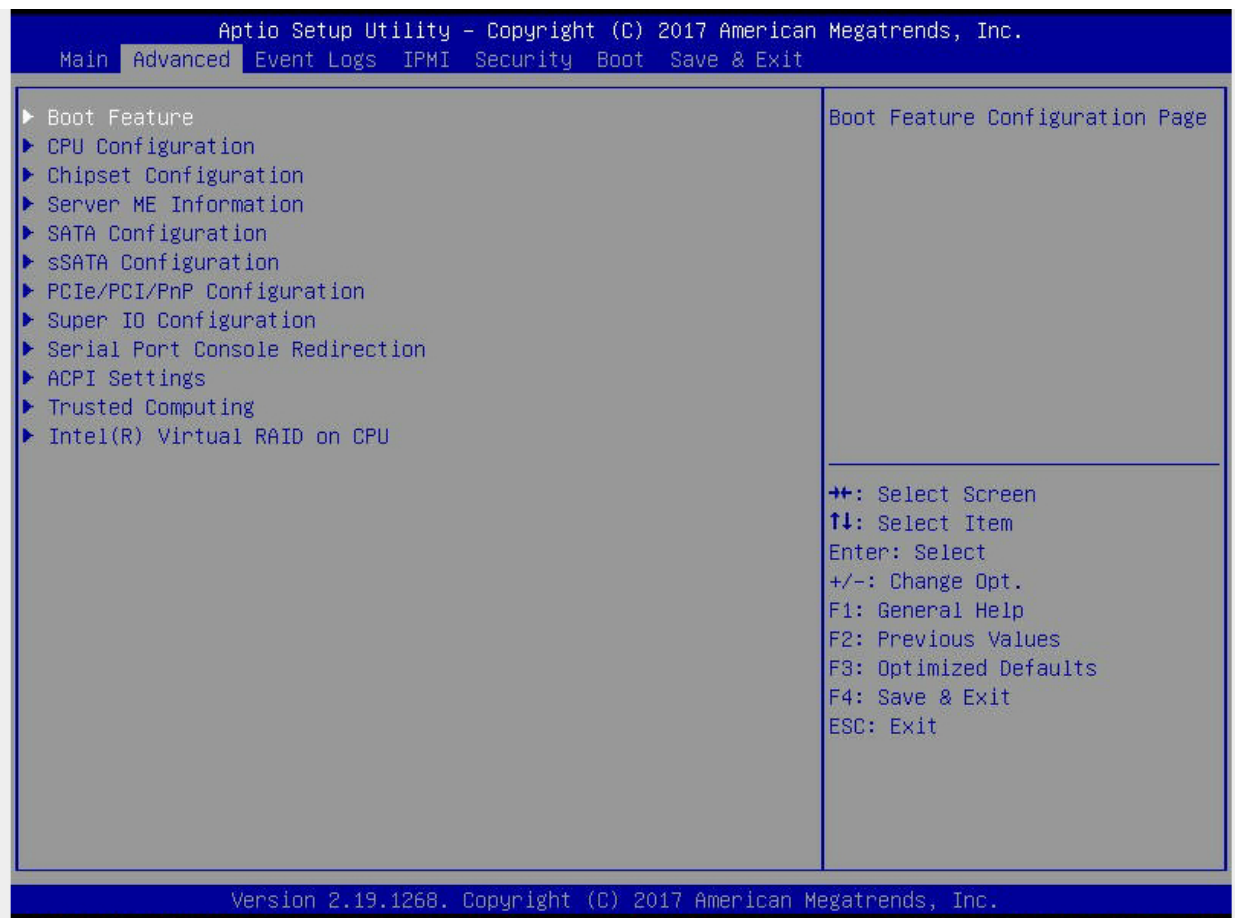 Aptio Setup Utility – Copyright (C) 2017 American Megatrends, Inc.
Main Advanced Event Logs IPMI Security Boot Save & Exit
Boot Feature
CPU Configuration
Chipset Configuration
Server ME Information
SATA Configuration
sSATA Configuration
PCIe/PCI/PnP Configuration
Super IO Configuration
Serial Port Console Redirection
ACPI Settings
Trusted Computing
Intel(R) Virtual RAID on CPU
Boot Feature Configuration Page
→←: Select Screen
↑↓: Select Item
Enter: Select
+/-: Change Opt.
F1: General Help
F2: Previous Values
F3: Optimized Defaults
F4: Save & Exit
ESC: Exit
Version 2.19.1268. Copyright (C) 2017 American Megatrends, Inc.